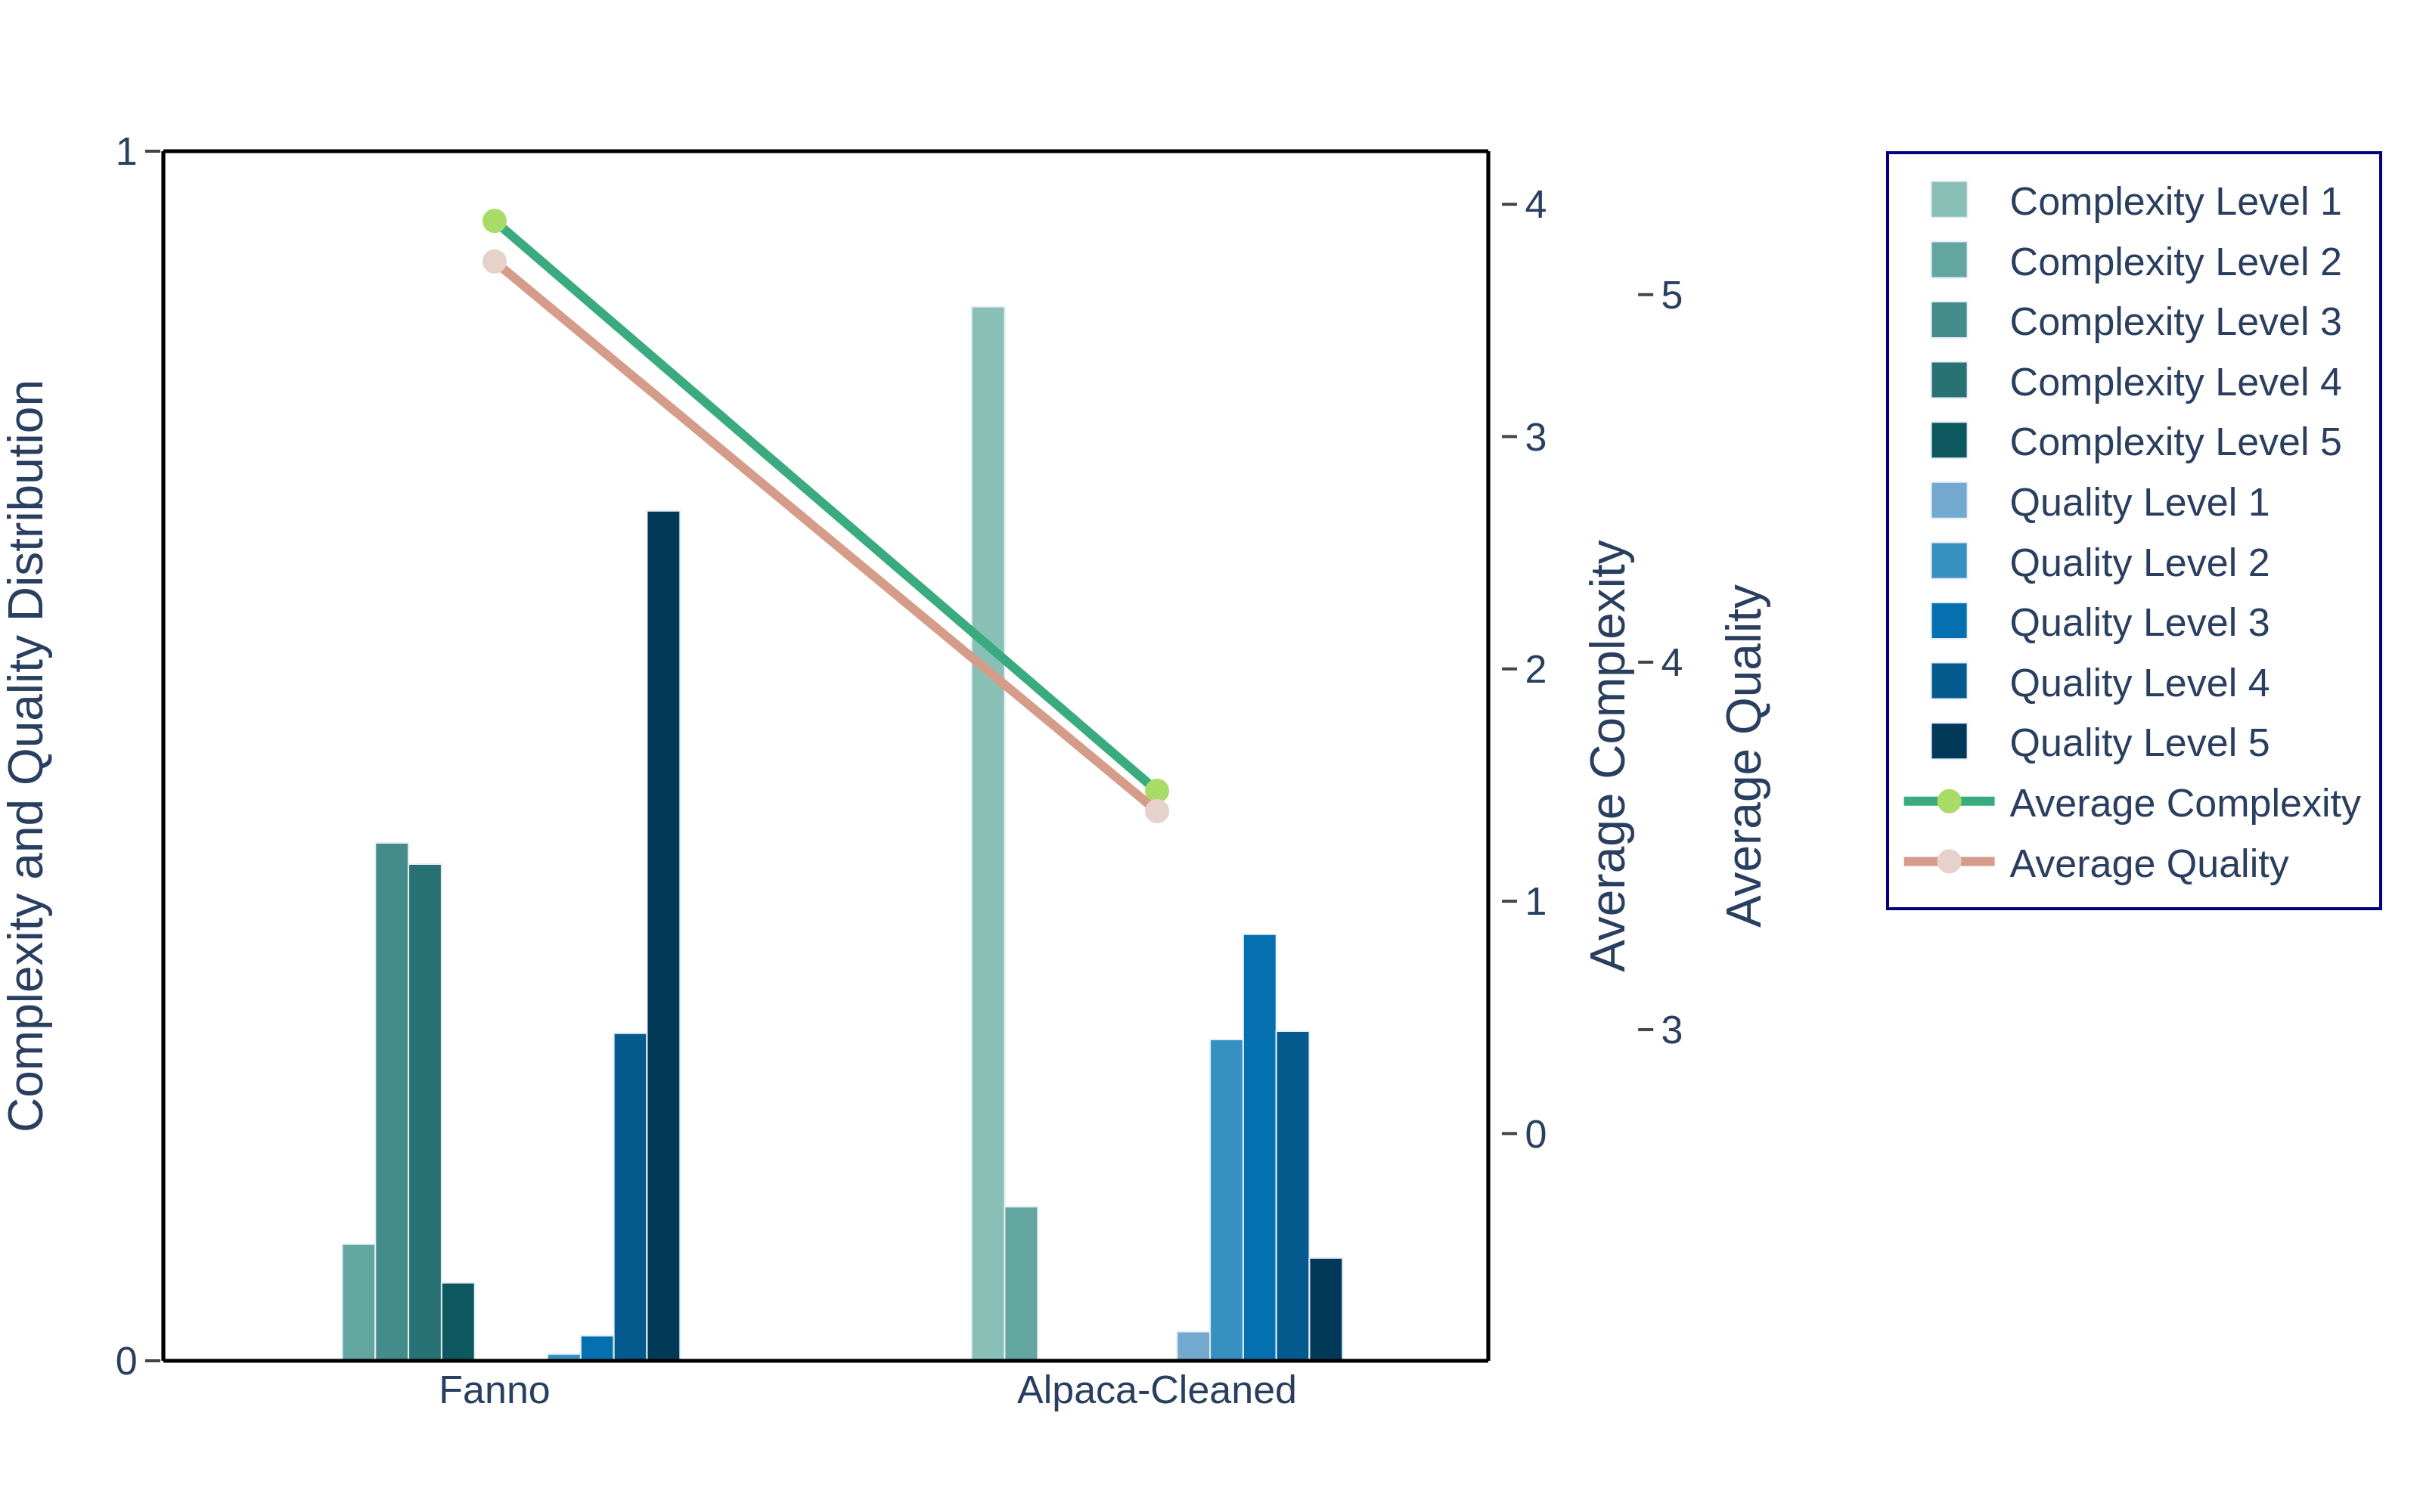 Complexity and Quality Distribution
1
0
Fanno
Alpaca-Cleaned
4
3
2
1
0
Average Complexity
5
4
3
Average Quality
Complexity Level 1
Complexity Level 2
Complexity Level 3
Complexity Level 4
Complexity Level 5
Quality Level 1
Quality Level 2
Quality Level 3
Quality Level 4
Quality Level 5
Average Complexity
Average Quality